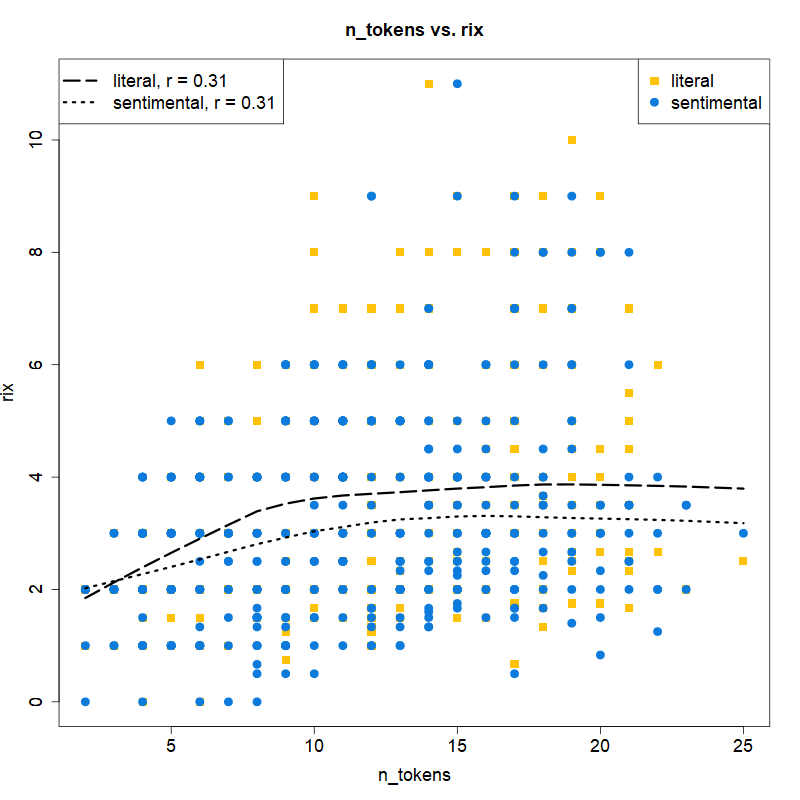 n_tokens vs. rix
literal, r = 0.31
sentimental, r = 0.31
literal
sentimental
10
8
6
4
2
0
rix
5 10 15 20 25
n_tokens